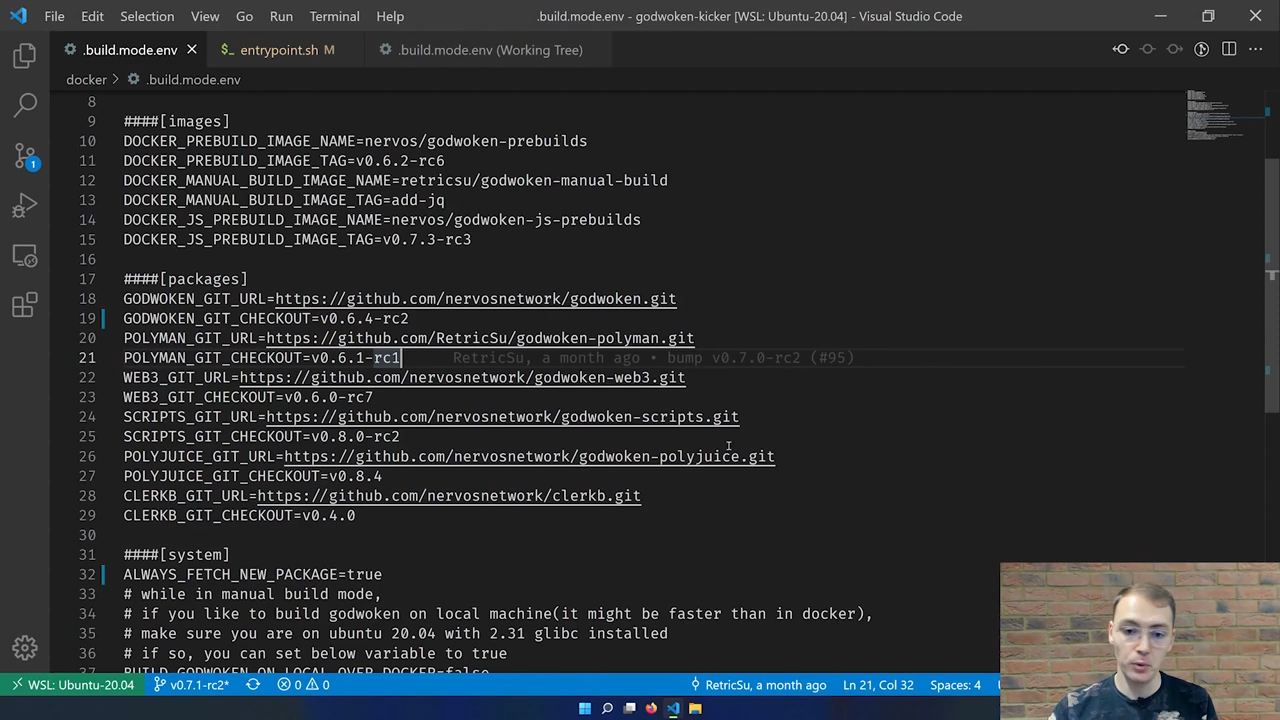 File Edit Selection View Go Run Terminal Help .build.mode.env - godwoken-kicker [WSL: Ubuntu-20.04] - Visual Studio Code
.build.mode.env entrypoint.sh M .build.mode.env (Working Tree)
docker > .build.mode.env
8
9 ####[images]
10 DOCKER_PREBUILD_IMAGE_NAME=nervos/godwoken-prebuilds
11 DOCKER_PREBUILD_IMAGE_TAG=v0.6.2-rc6
12 DOCKER_MANUAL_BUILD_IMAGE_NAME=retricsu/godwoken-manual-build
13 DOCKER_MANUAL_BUILD_IMAGE_TAG=add-jq
14 DOCKER_JS_PREBUILD_IMAGE_NAME=nervos/godwoken-js-prebuilds
15 DOCKER_JS_PREBUILD_IMAGE_TAG=v0.7.3-rc3
16
17 ####[packages]
18 GODWOKEN_GIT_URL=https://github.com/nervosnetwork/godwoken.git
19 GODWOKEN_GIT_CHECKOUT=v0.6.4-rc2
20 POLYMAN_GIT_URL=https://github.com/RetricSu/godwoken-polyman.git
21 POLYMAN_GIT_CHECKOUT=v0.6.1-rc1 RetricSu, a month ago • bump v0.7.0-rc2 (#95)
22 WEB3_GIT_URL=https://github.com/nervosnetwork/godwoken-web3.git
23 WEB3_GIT_CHECKOUT=v0.6.0-rc7
24 SCRIPTS_GIT_URL=https://github.com/nervosnetwork/godwoken-scripts.git
25 SCRIPTS_GIT_CHECKOUT=v0.8.0-rc2
26 POLYJUICE_GIT_URL=https://github.com/nervosnetwork/godwoken-polyjuice.git
27 POLYJUICE_GIT_CHECKOUT=v0.8.4
28 CLERKB_GIT_URL=https://github.com/nervosnetwork/clerkb.git
29 CLERKB_GIT_CHECKOUT=v0.4.0
30
31 ####[system]
32 ALWAYS_FETCH_NEW_PACKAGE=true
33 # while in manual build mode,
34 # if you like to build godwoken on local machine(it might be faster than in docker),
35 # make sure you are on ubuntu 20.04 with 2.31 glibc installed
36 # if so, you can set below variable to true
37 BUILD_GODWOKEN_ON_LOCAL_OVER_DOCKER=false
1
WSL: Ubuntu-20.04 v0.7.1-rc2* 0 0 RetricSu, a month ago Ln 21, Col 32 Spaces: 4